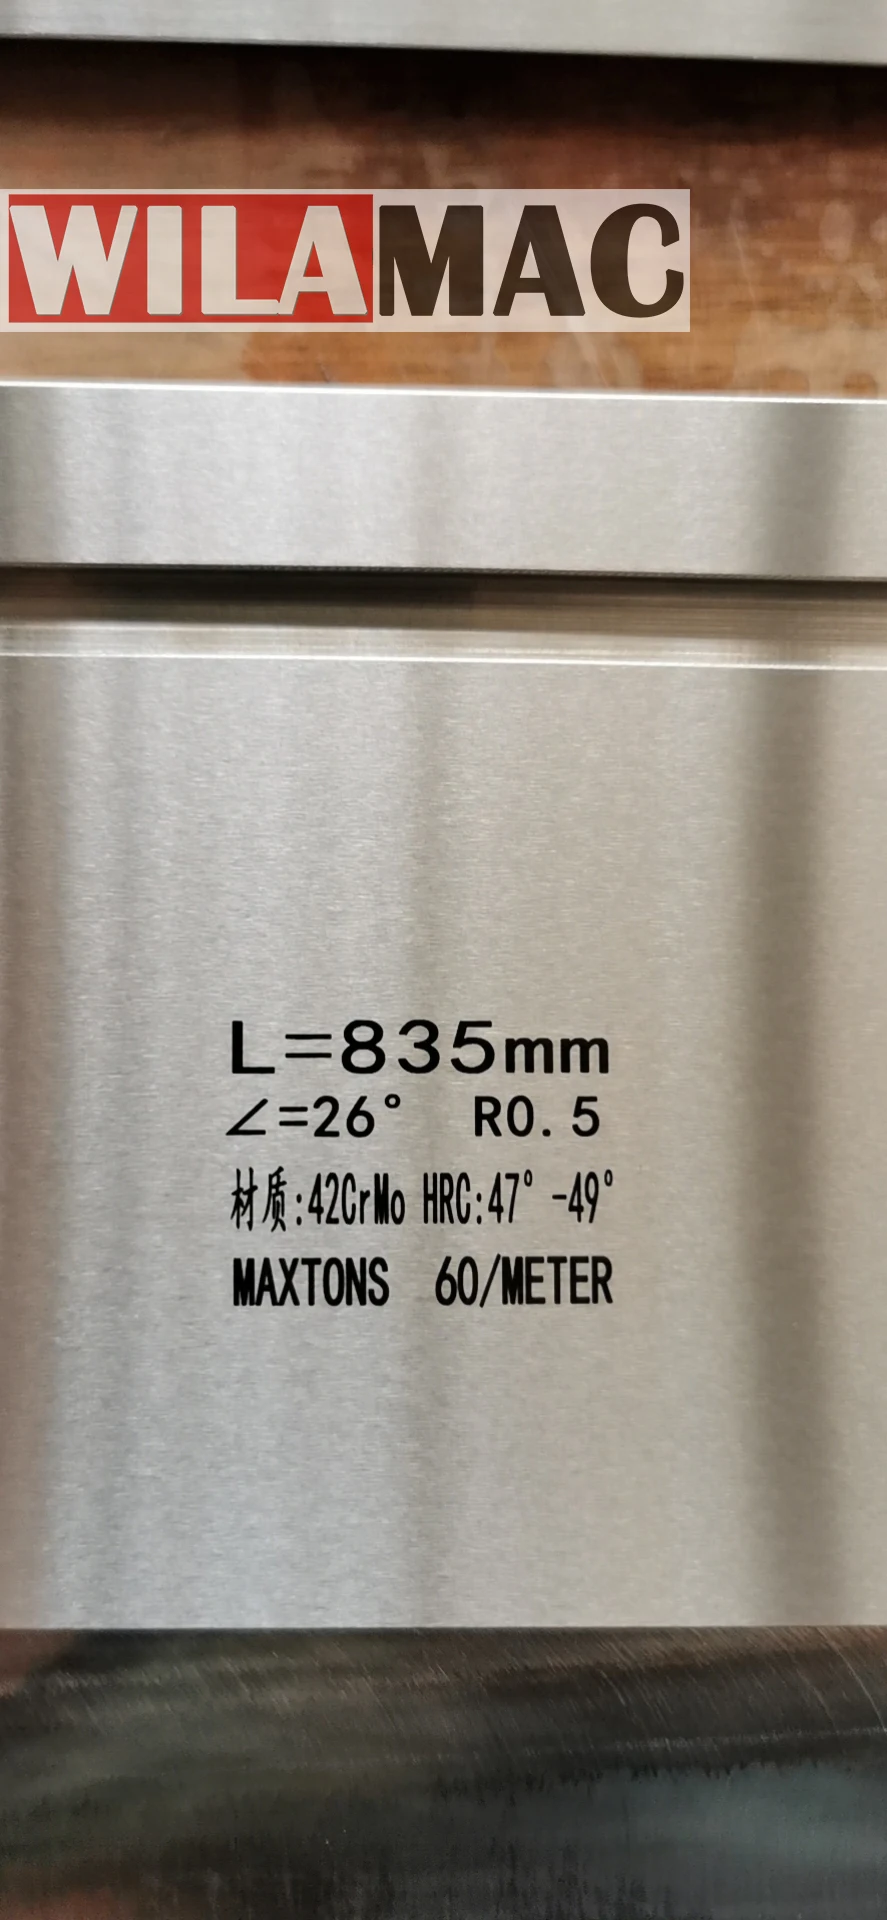 WILAMAC
L=835mm
∠=26° R0.5
材质:42CrMo HRC:47°-49°
MAXTONS 60/METER